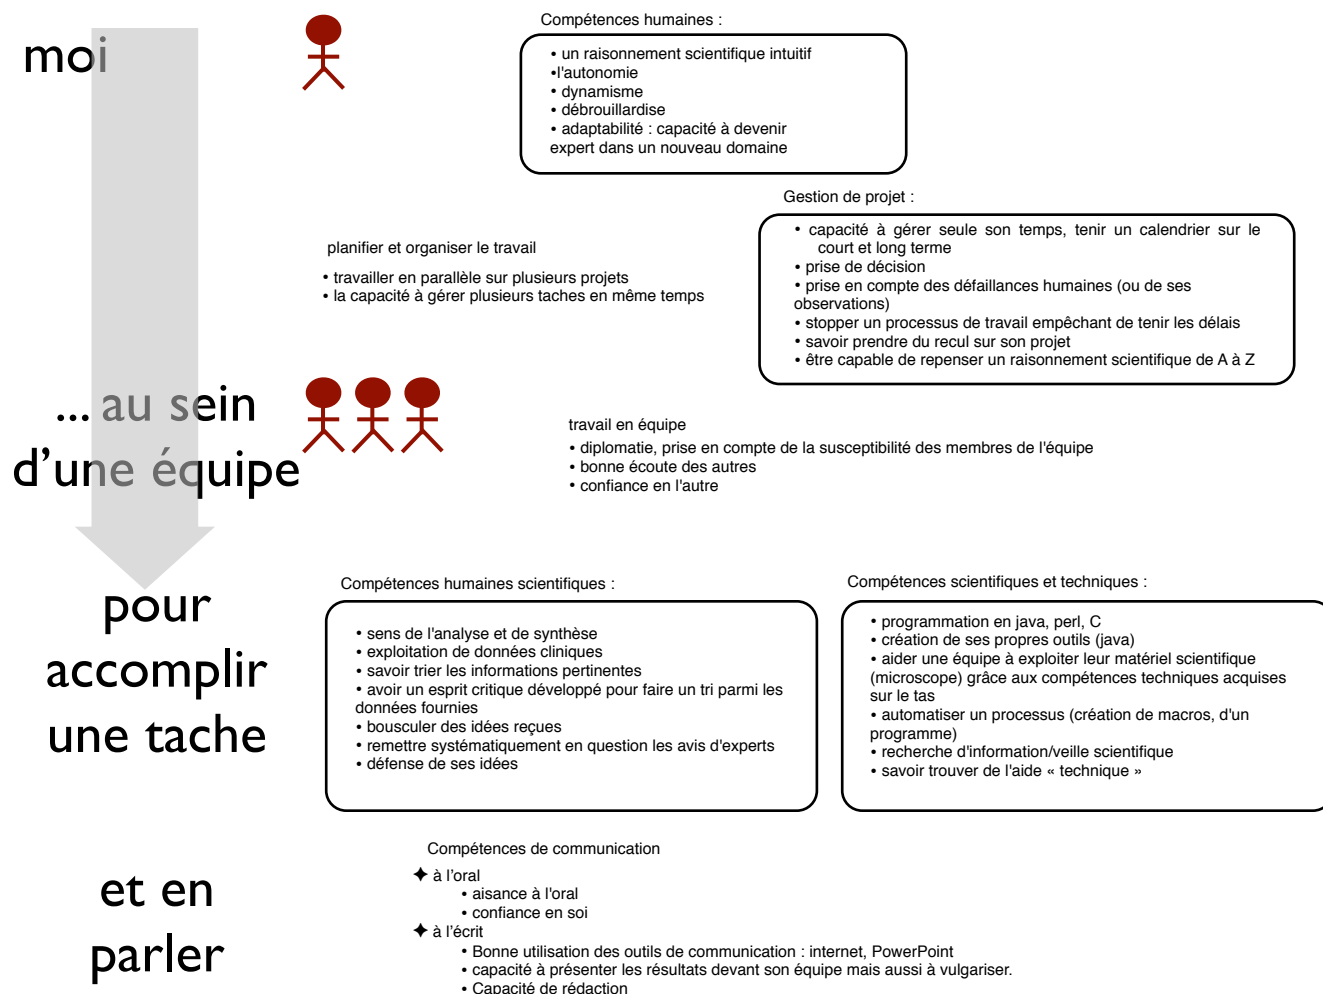 moi
Compétences humaines :
• un raisonnement scientifique intuitif
•l'autonomie
• dynamisme
• débrouillardise
• adaptabilité : capacité à devenir
expert dans un nouveau domaine
Gestion de projet :
• capacité à gérer seule son temps, tenir un calendrier sur le
court et long terme
• prise de décision
• prise en compte des défaillances humaines (ou de ses
observations)
• stopper un processus de travail empêchant de tenir les délais
• savoir prendre du recul sur son projet
• être capable de repenser un raisonnement scientifique de A à Z
planifier et organiser le travail
• travailler en parallèle sur plusieurs projets
• la capacité à gérer plusieurs taches en même temps
... au sein
d'une équipe
travail en équipe
• diplomatie, prise en compte de la susceptibilité des membres de l'équipe
• bonne écoute des autres
• confiance en l'autre
pour
accomplir
une tache
Compétences humaines scientifiques :
• sens de l'analyse et de synthèse
• exploitation de données cliniques
• savoir trier les informations pertinentes
• avoir un esprit critique développé pour faire un tri parmi les
données fournies
• bousculer des idées reçues
• remettre systématiquement en question les avis d'experts
• défense de ses idées
Compétences scientifiques et techniques :
• programmation en java, perl, C
• création de ses propres outils (java)
• aider une équipe à exploiter leur matériel scientifique
(microscope) grâce aux compétences techniques acquises
sur le tas
• automatiser un processus (création de macros, d'un
programme)
• recherche d'information/veille scientifique
• savoir trouver de l'aide « technique »
et en
parler
Compétences de communication
✦ à l'oral
• aisance à l'oral
• confiance en soi
✦ à l'écrit
• Bonne utilisation des outils de communication : internet, PowerPoint
• capacité à présenter les résultats devant son équipe mais aussi à vulgariser.
• Capacité de rédaction